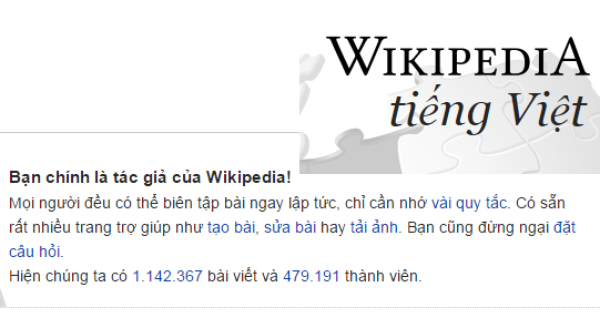 WIKIPEDIA
tiếng Việt
Bạn chính là tác giả của Wikipedia!
Mọi người đều có thể biên tập bài ngay lập tức, chỉ cần nhớ vài quy tắc. Có sẵn
rất nhiều trang trợ giúp như tạo bài, sửa bài hay tải ảnh. Bạn cũng đừng ngại đặt
câu hỏi.
Hiện chúng ta có 1.142.367 bài viết và 479.191 thành viên.